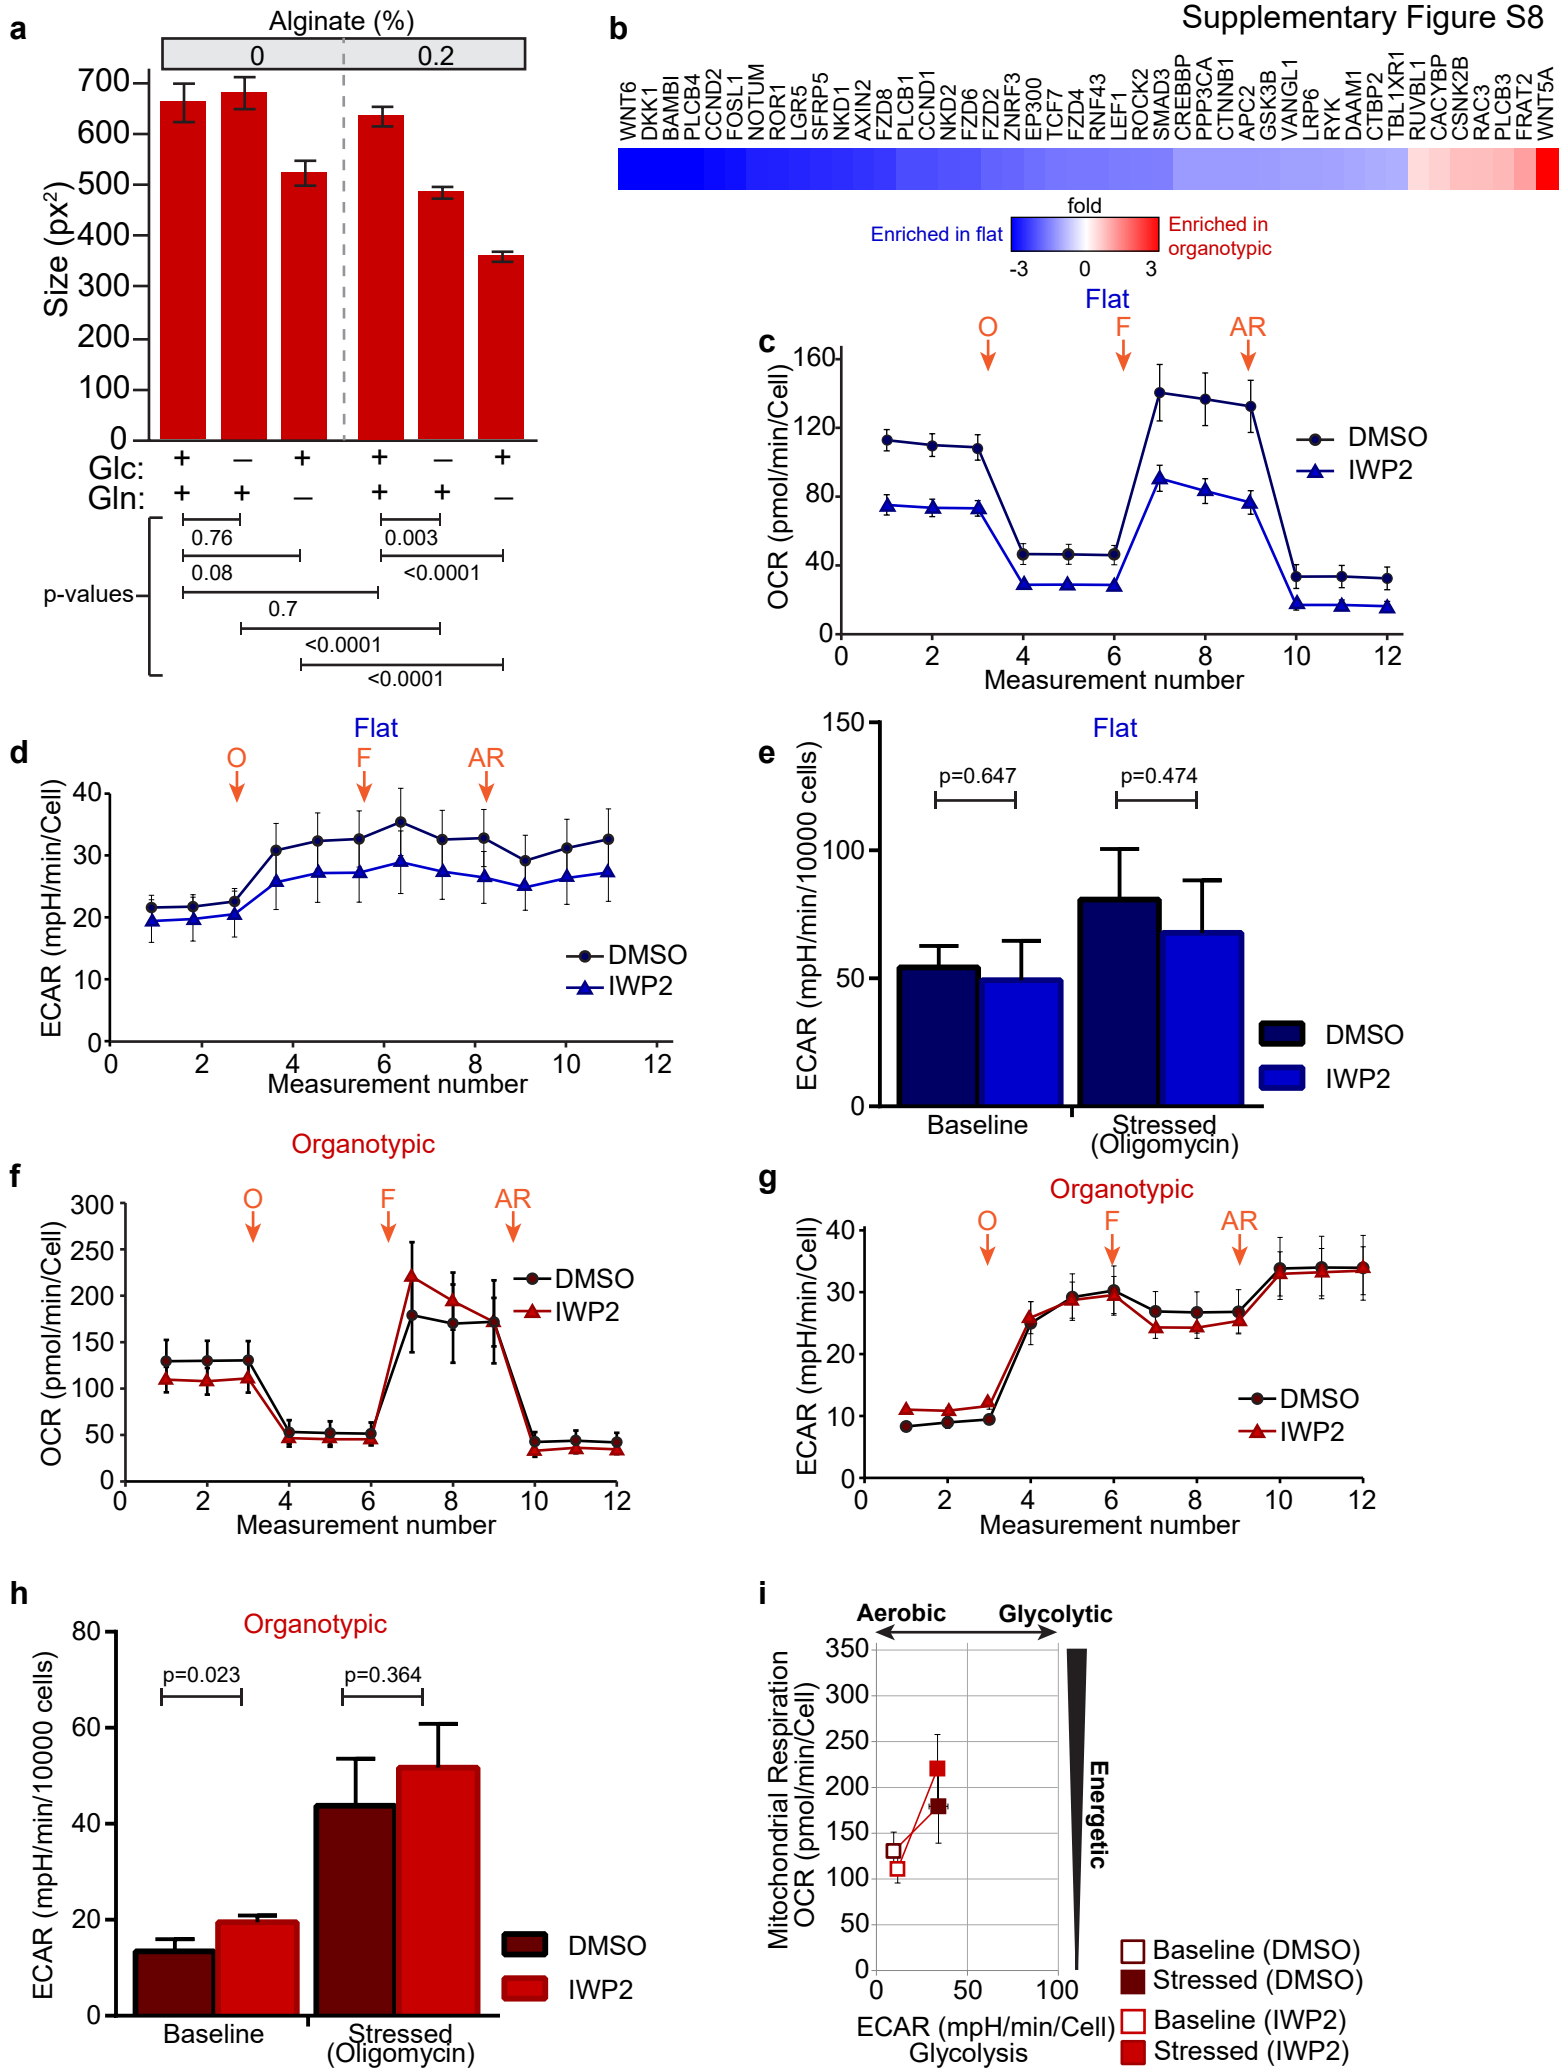 Supplementary Figure S8
a
Alginate (%)
0
0.2
Size (px²)
700
600
500
400
300
200
100
0
Glc: + – + + – +
Gln: + + – + + –
p-values
0.76
0.003
0.08
<0.0001
0.7
<0.0001
<0.0001
b
WNT6
DKK1
BAMBI
PLCB4
CCND2
FOSL1
NOTUM
ROR1
LGR5
SFRP5
NKD1
AXIN2
FZD8
PLCB1
CCND1
NKD2
FZD6
FZD2
ZNRF3
EP300
TCF7
FZD4
RNF43
LEF1
ROCK2
SMAD3
CREBBP
PPP3CA
CTNNB1
APC2
GSK3B
VANGL1
LRP6
RYK
DAAM1
CTBP2
TBL1XR1
RUVBL1
CACYBP
CSNK2B
RAC3
PLCB3
FRAT2
WNT5A
fold
Enriched in flat
Enriched in
organotypic
-3 0 3
c
Flat
O F AR
OCR (pmol/min/Cell)
160
120
80
40
0
DMSO
IWP2
0 2 4 6 8 10 12
Measurement number
d
Flat
O F AR
ECAR (mpH/min/Cell)
40
30
20
10
0
DMSO
IWP2
0 2 4 6 8 10 12
Measurement number
e
Flat
ECAR (mpH/min/10000 cells)
150
100
50
0
p=0.647
p=0.474
DMSO
IWP2
Baseline
Stressed
(Oligomycin)
f
Organotypic
O F AR
OCR (pmol/min/Cell)
300
250
200
150
100
50
0
DMSO
IWP2
0 2 4 6 8 10 12
Measurement number
g
Organotypic
O F AR
ECAR (mpH/min/Cell)
40
30
20
10
0
DMSO
IWP2
0 2 4 6 8 10 12
Measurement number
h
Organotypic
ECAR (mpH/min/10000 cells)
80
60
40
20
0
p=0.023
p=0.364
DMSO
IWP2
Baseline
Stressed
(Oligomycin)
i
Aerobic
Glycolytic
Mitochondrial Respiration
OCR (pmol/min/Cell)
350
300
250
200
150
100
50
0
Energetic
0 50 100
ECAR (mpH/min/Cell)
Glycolysis
Baseline (DMSO)
Stressed (DMSO)
Baseline (IWP2)
Stressed (IWP2)